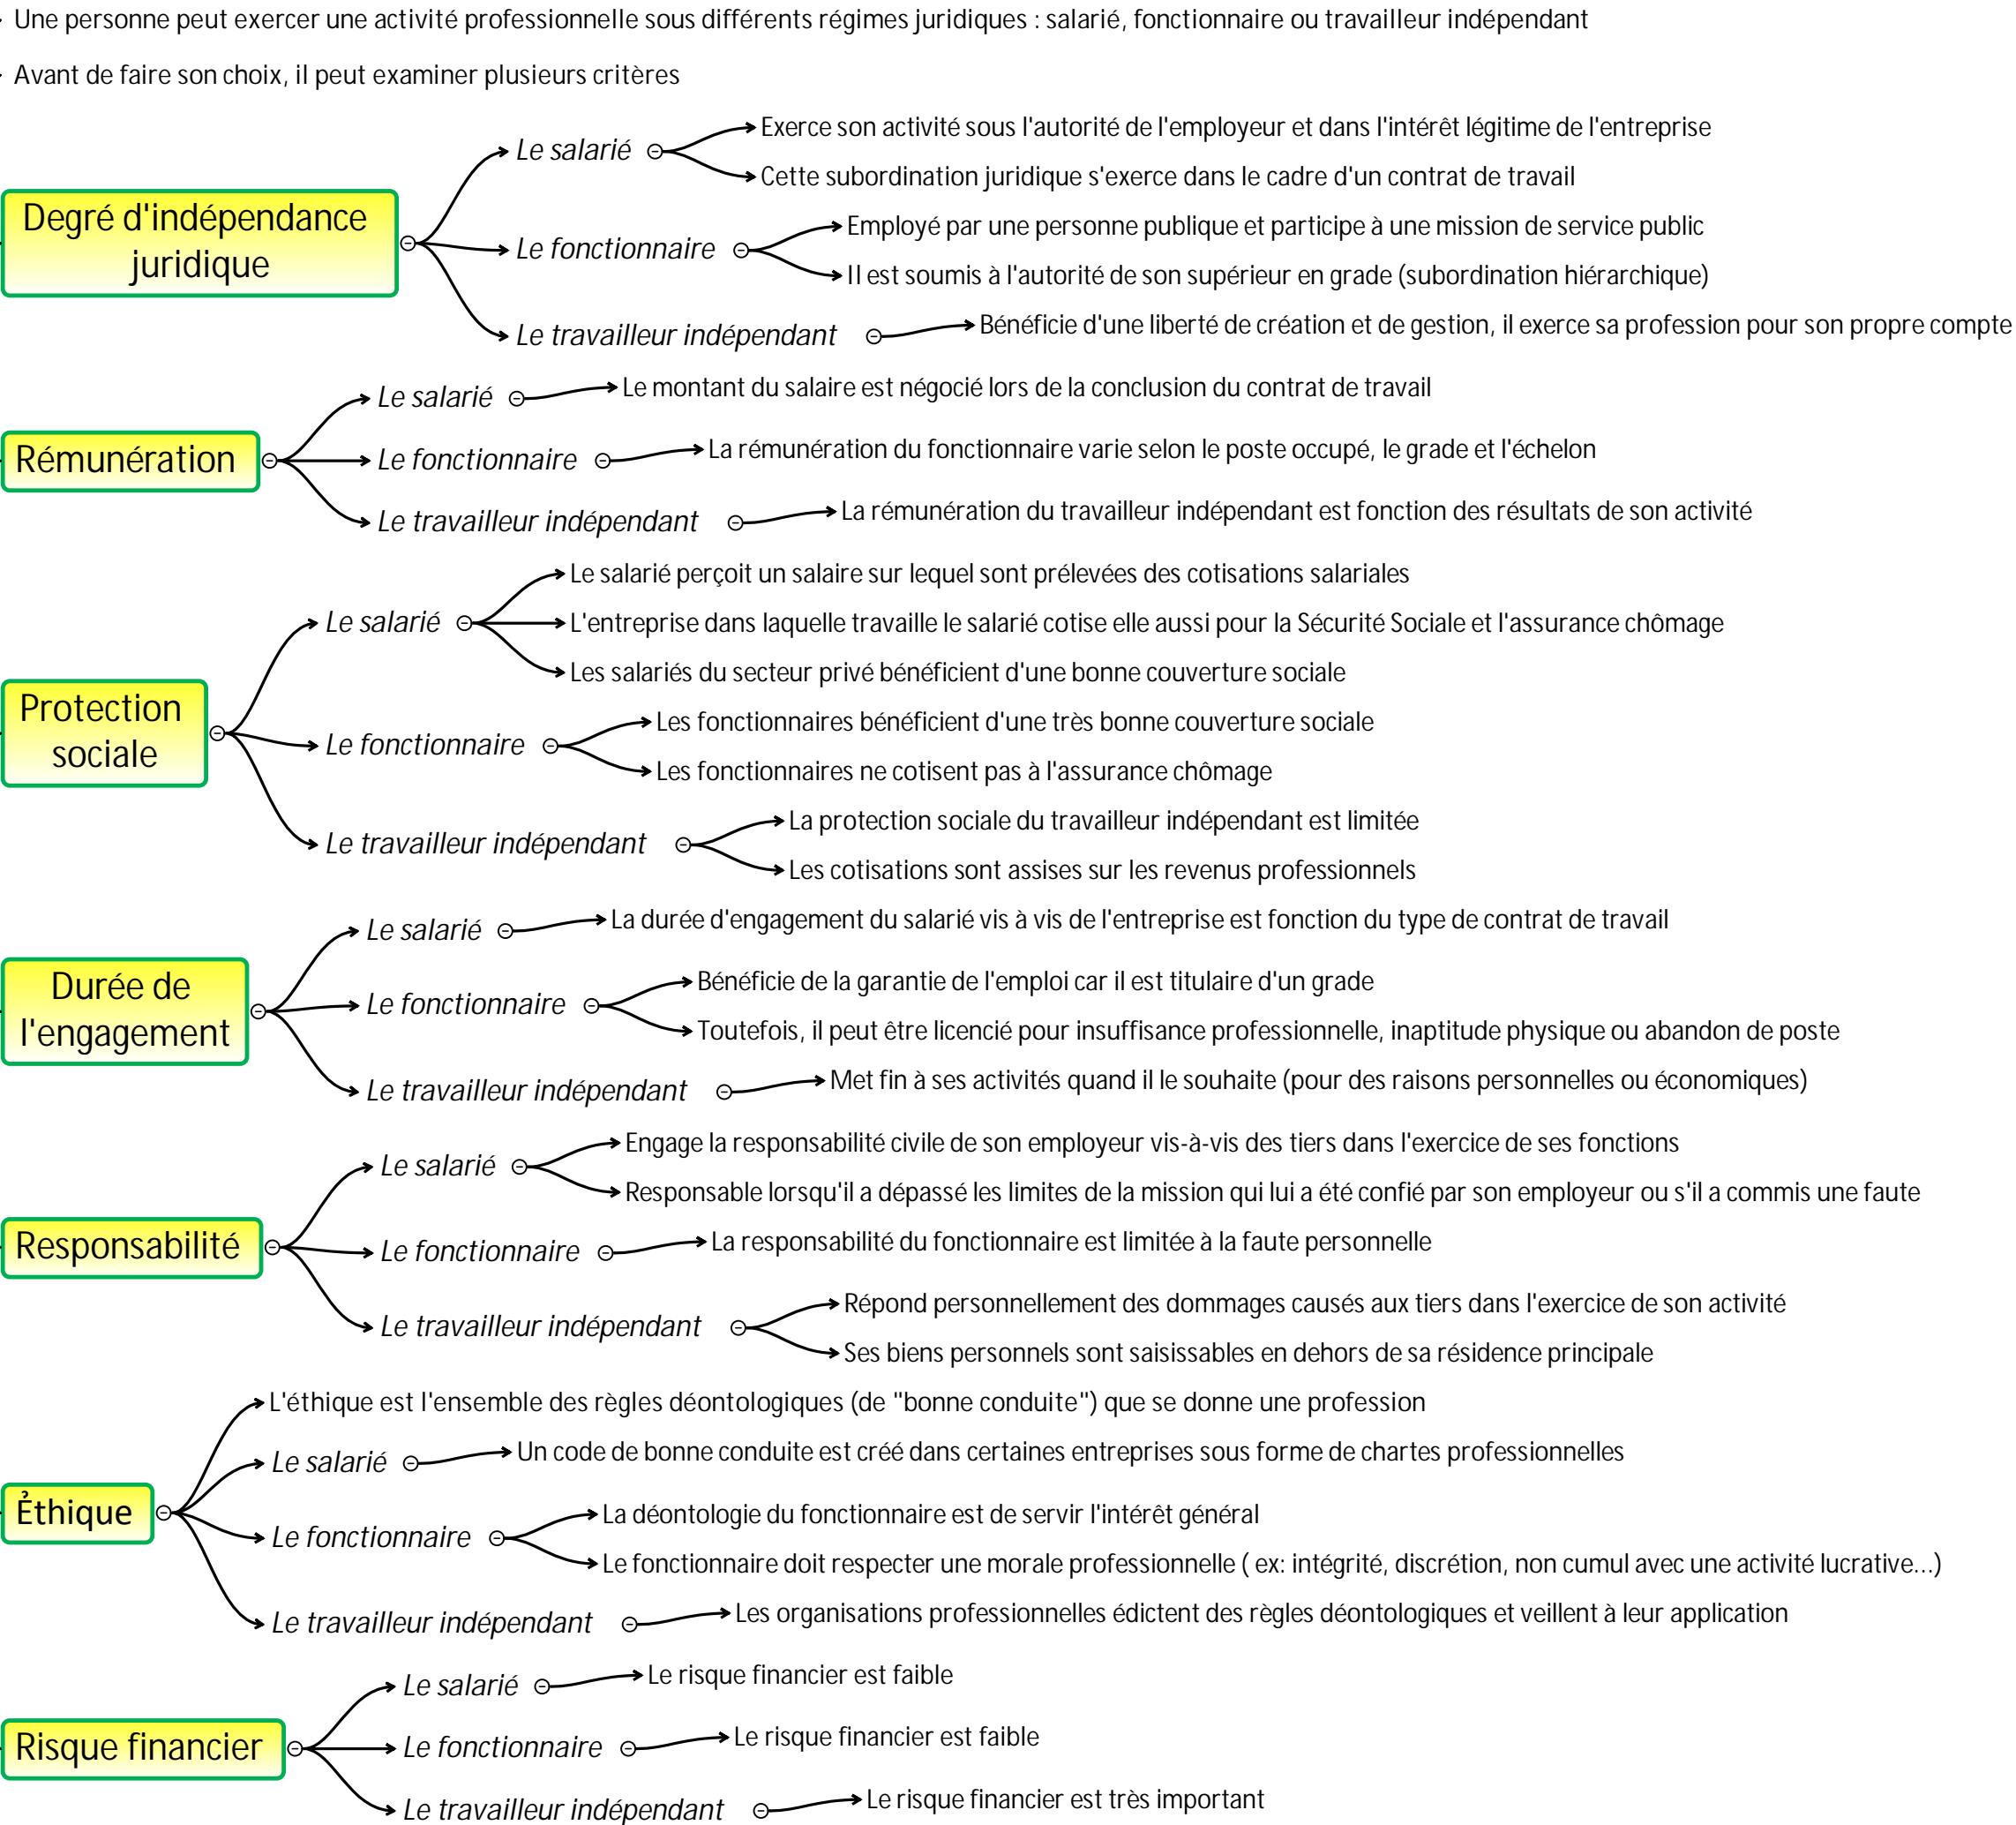 Une personne peut exercer une activité professionnelle sous différents régimes juridiques : salarié, fonctionnaire ou travailleur indépendant
Avant de faire son choix, il peut examiner plusieurs critères
Degré d'indépendance
juridique
Le salarié
Exerce son activité sous l'autorité de l'employeur et dans l'intérêt légitime de l'entreprise
Cette subordination juridique s'exerce dans le cadre d'un contrat de travail
Le fonctionnaire
Employé par une personne publique et participe à une mission de service public
Il est soumis à l'autorité de son supérieur en grade (subordination hiérarchique)
Le travailleur indépendant
Bénéficie d'une liberté de création et de gestion, il exerce sa profession pour son propre compte
Rémunération
Le salarié
Le montant du salaire est négocié lors de la conclusion du contrat de travail
Le fonctionnaire
La rémunération du fonctionnaire varie selon le poste occupé, le grade et l'échelon
Le travailleur indépendant
La rémunération du travailleur indépendant est fonction des résultats de son activité
Protection
sociale
Le salarié
Le salarié perçoit un salaire sur lequel sont prélevées des cotisations salariales
L'entreprise dans laquelle travaille le salarié cotise elle aussi pour la Sécurité Sociale et l'assurance chômage
Les salariés du secteur privé bénéficient d'une bonne couverture sociale
Le fonctionnaire
Les fonctionnaires bénéficient d'une très bonne couverture sociale
Les fonctionnaires ne cotisent pas à l'assurance chômage
Le travailleur indépendant
La protection sociale du travailleur indépendant est limitée
Les cotisations sont assises sur les revenus professionnels
Durée de
l'engagement
Le salarié
La durée d'engagement du salarié vis à vis de l'entreprise est fonction du type de contrat de travail
Le fonctionnaire
Bénéficie de la garantie de l'emploi car il est titulaire d'un grade
Toutefois, il peut être licencié pour insuffisance professionnelle, inaptitude physique ou abandon de poste
Le travailleur indépendant
Met fin à ses activités quand il le souhaite (pour des raisons personnelles ou économiques)
Responsabilité
Le salarié
Engage la responsabilité civile de son employeur vis-à-vis des tiers dans l'exercice de ses fonctions
Responsable lorsqu'il a dépassé les limites de la mission qui lui a été confié par son employeur ou s'il a commis une faute
Le fonctionnaire
La responsabilité du fonctionnaire est limitée à la faute personnelle
Le travailleur indépendant
Répond personnellement des dommages causés aux tiers dans l'exercice de son activité
Ses biens personnels sont saisissables en dehors de sa résidence principale
Ẻthique
L'éthique est l'ensemble des règles déontologiques (de "bonne conduite") que se donne une profession
Le salarié
Un code de bonne conduite est créé dans certaines entreprises sous forme de chartes professionnelles
Le fonctionnaire
La déontologie du fonctionnaire est de servir l'intérêt général
Le fonctionnaire doit respecter une morale professionnelle ( ex: intégrité, discrétion, non cumul avec une activité lucrative...)
Le travailleur indépendant
Les organisations professionnelles édictent des règles déontologiques et veillent à leur application
Risque financier
Le salarié
Le risque financier est faible
Le fonctionnaire
Le risque financier est faible
Le travailleur indépendant
Le risque financier est très important